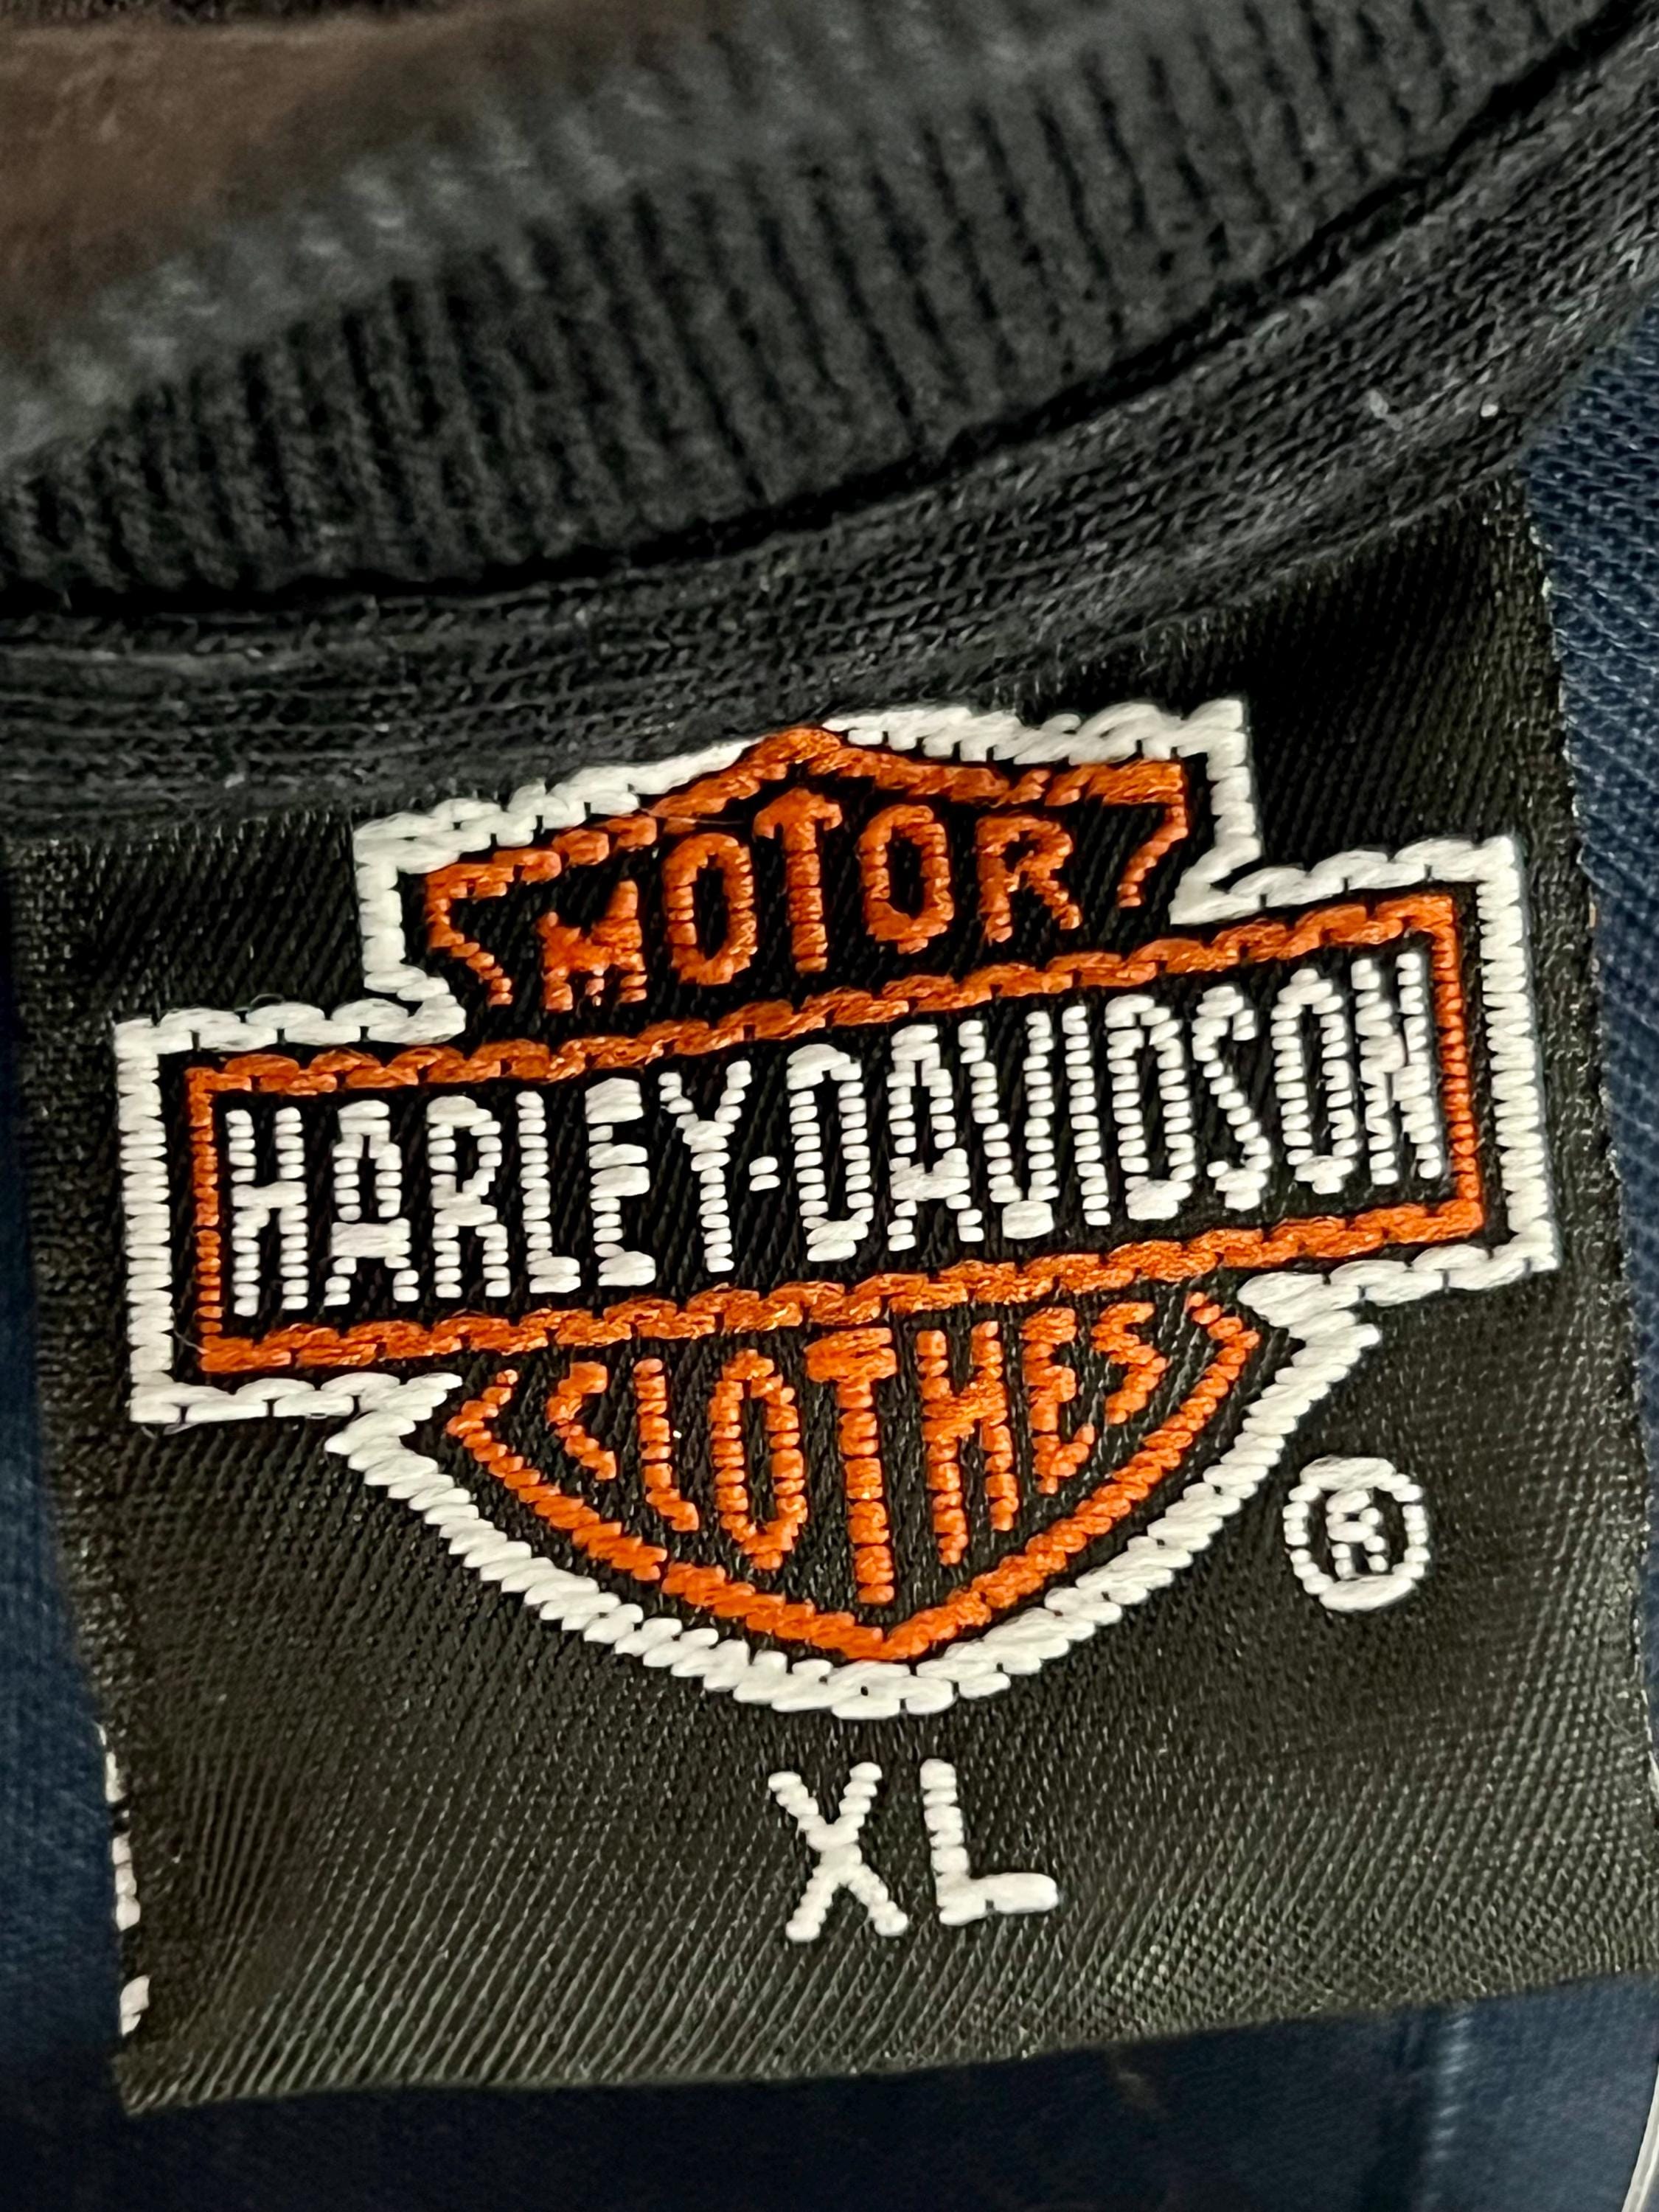 MOTOR
HARLEY-DAVIDSON
CLOTHES
®
XL